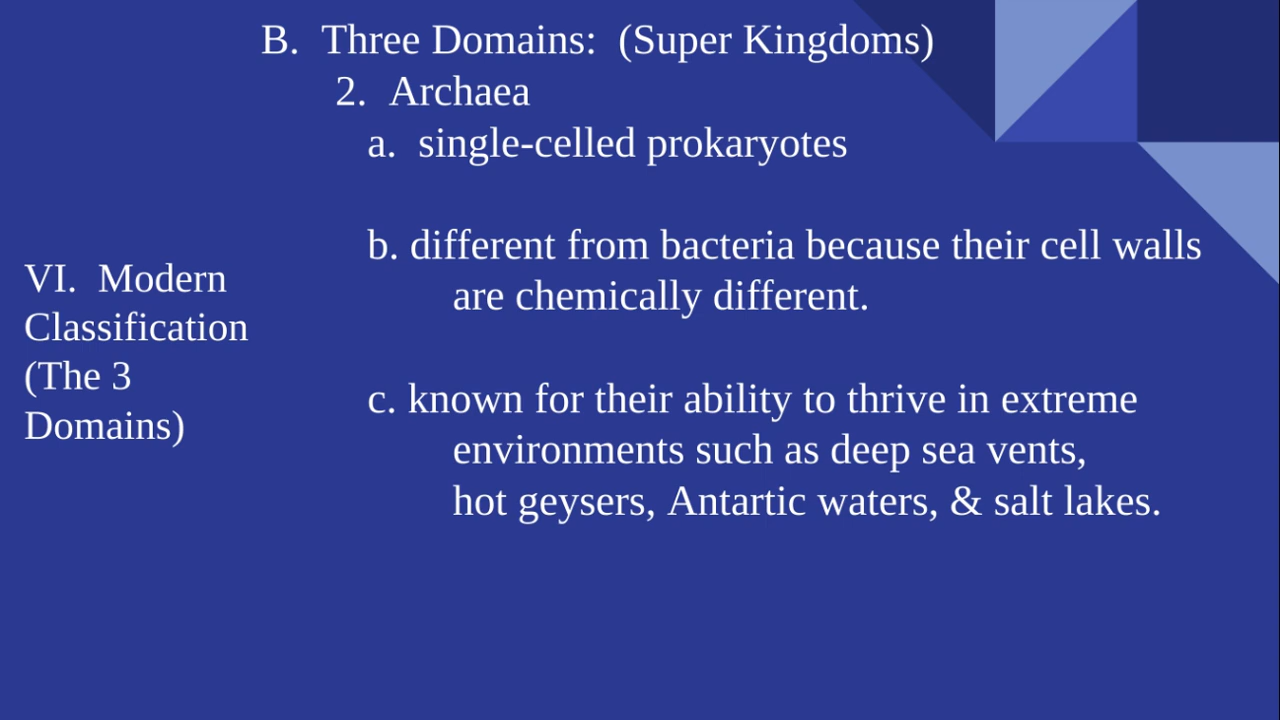 B. Three Domains: (Super Kingdoms)
2. Archaea
a. single-celled prokaryotes
b. different from bacteria because their cell walls
are chemically different.
c. known for their ability to thrive in extreme
environments such as deep sea vents,
hot geysers, Antartic waters, & salt lakes.
VI. Modern
Classification
(The 3
Domains)